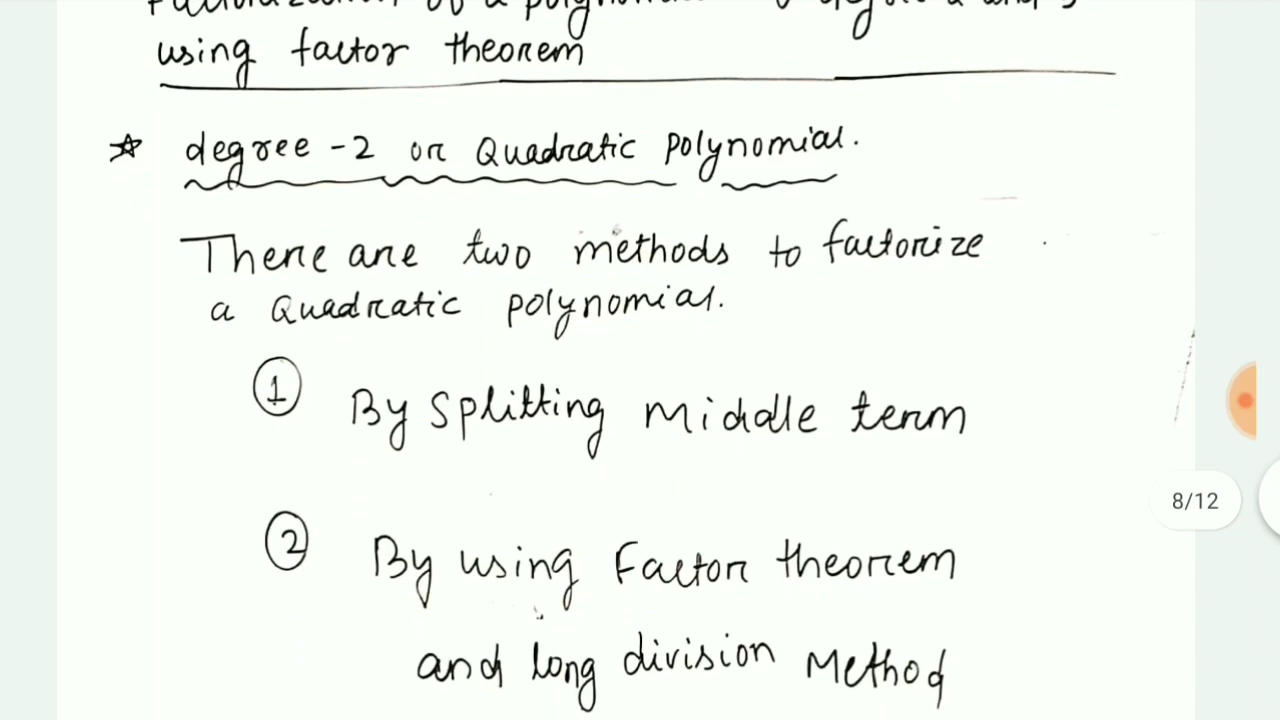 using factor theorem
☆ degree -2 or Quadratic polynomial.
There are two methods to factorize
a Quadratic polynomial.
1 By splitting middle term
8/12
2 By using Factor theorem
and long division Method